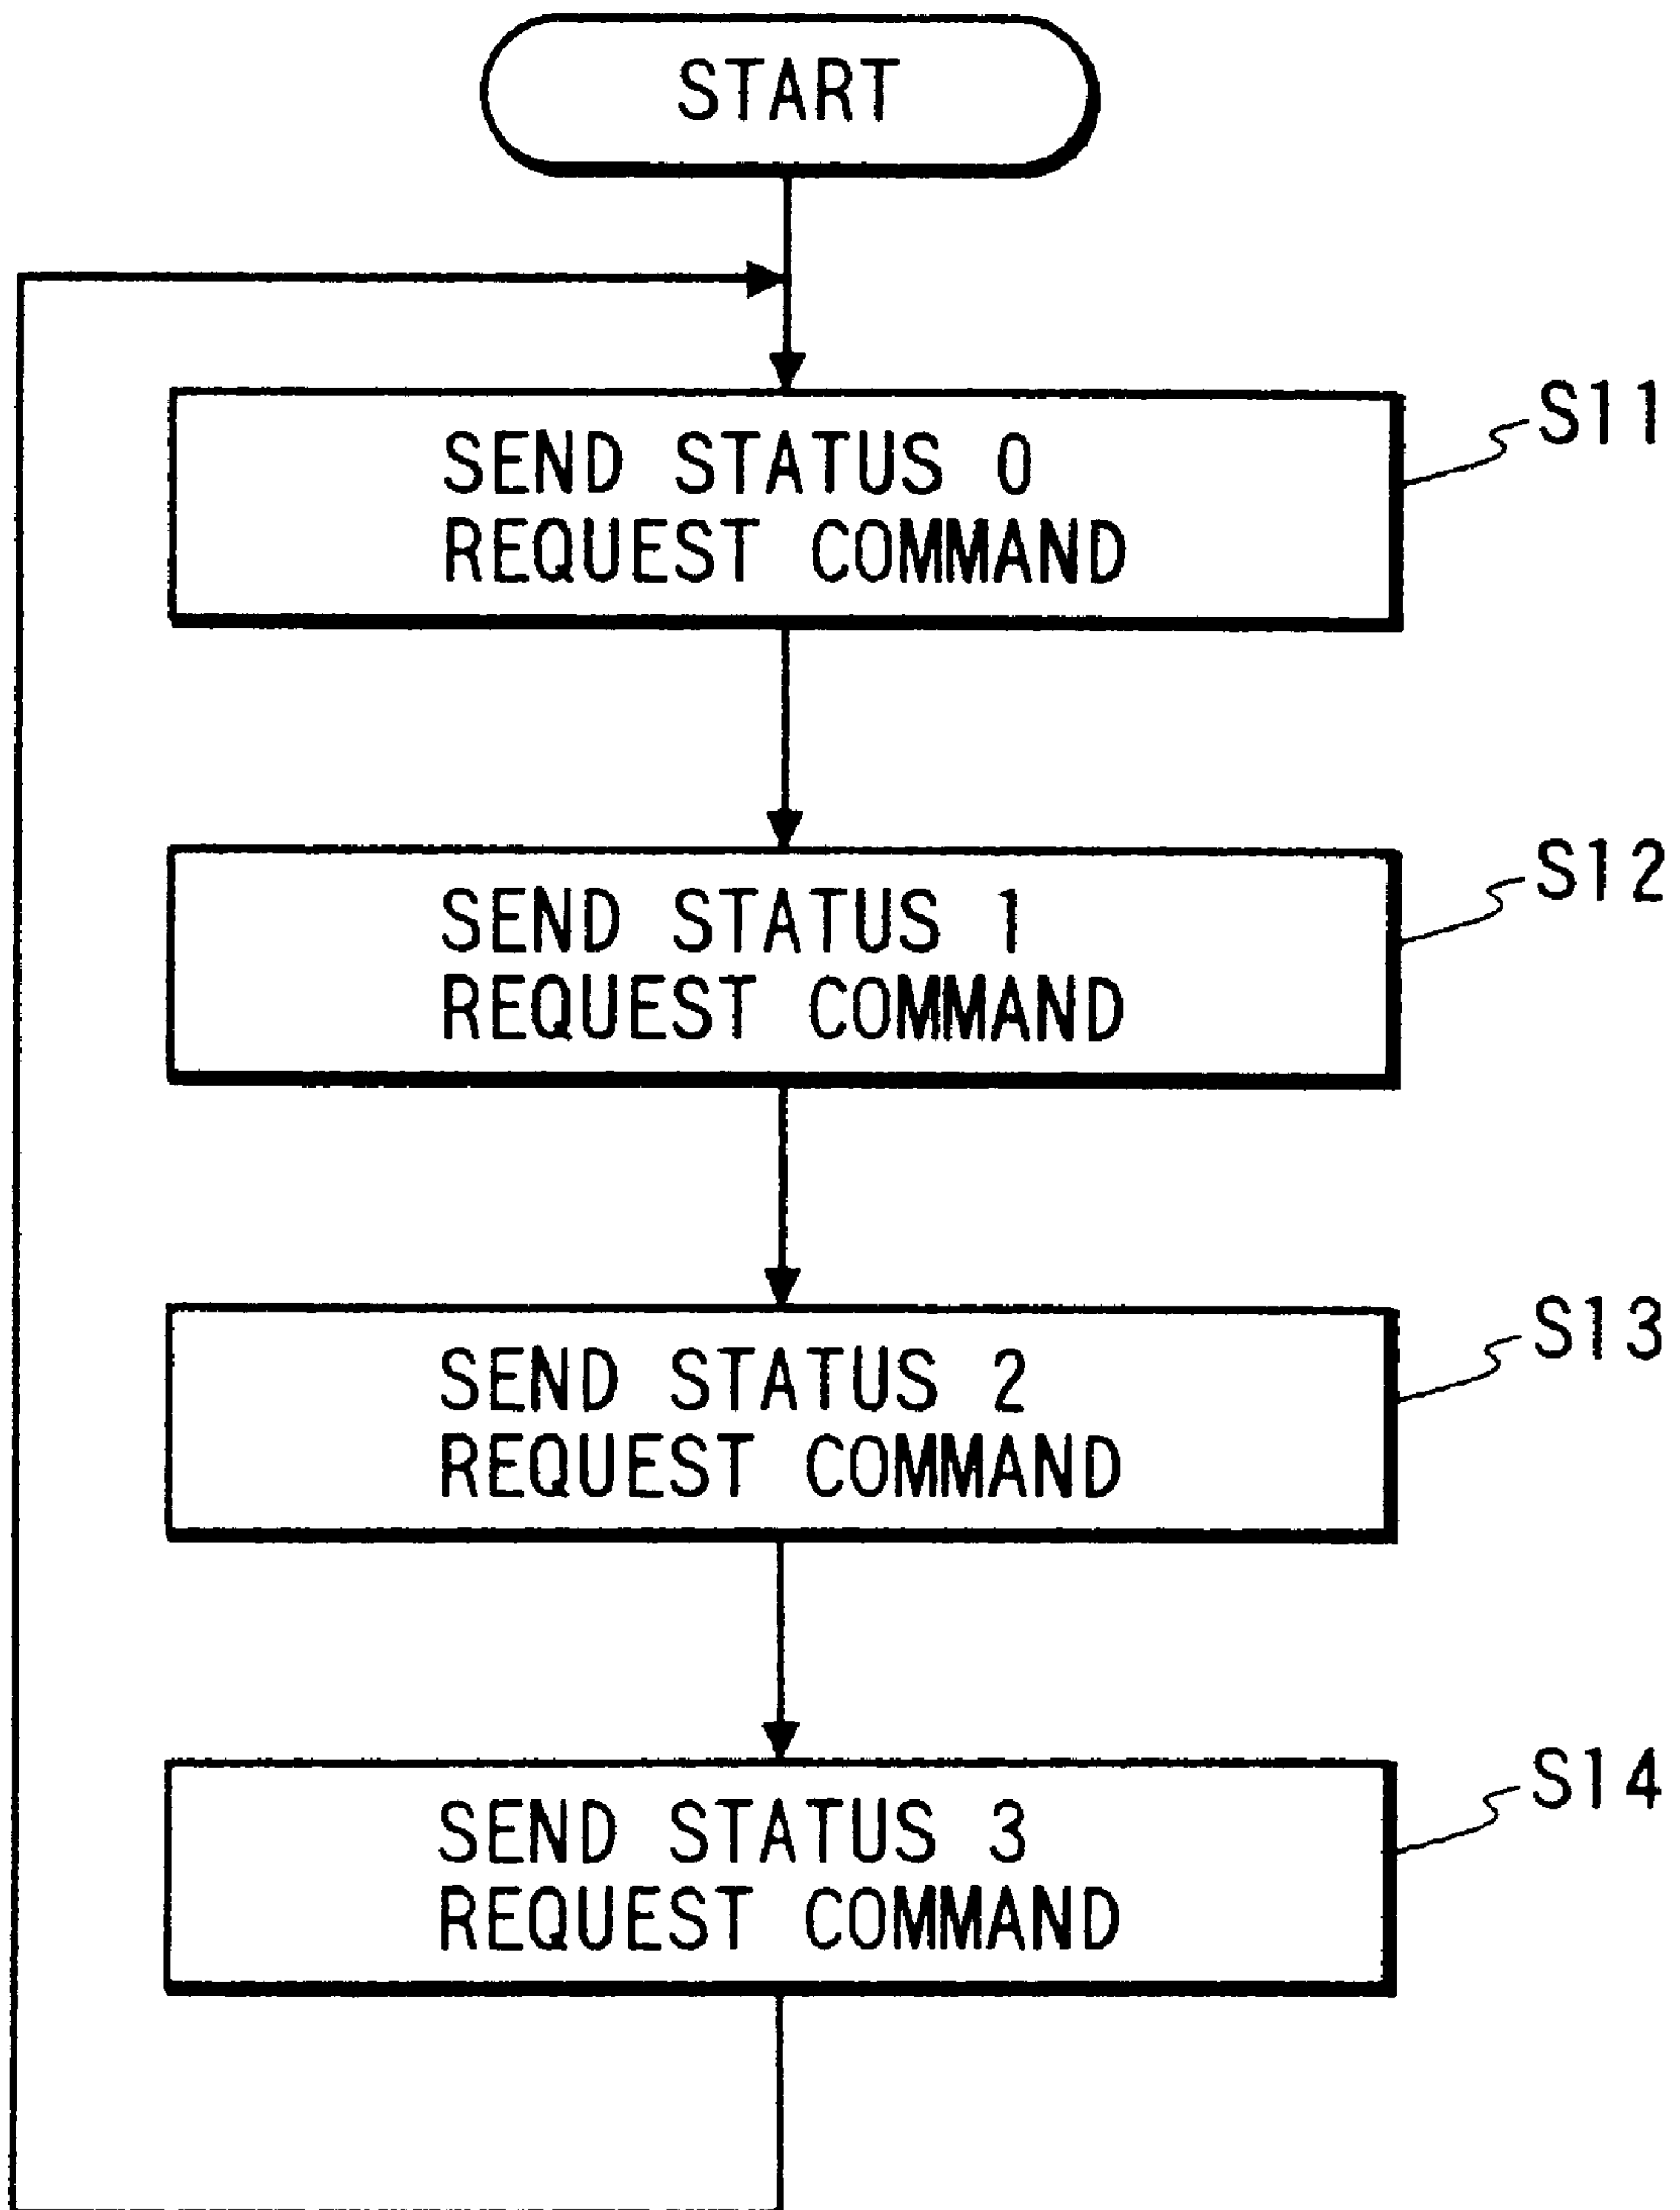 START
SEND STATUS 0
REQUEST COMMAND
S11
SEND STATUS 1
REQUEST COMMAND
S12
SEND STATUS 2
REQUEST COMMAND
S13
SEND STATUS 3
REQUEST COMMAND
S14